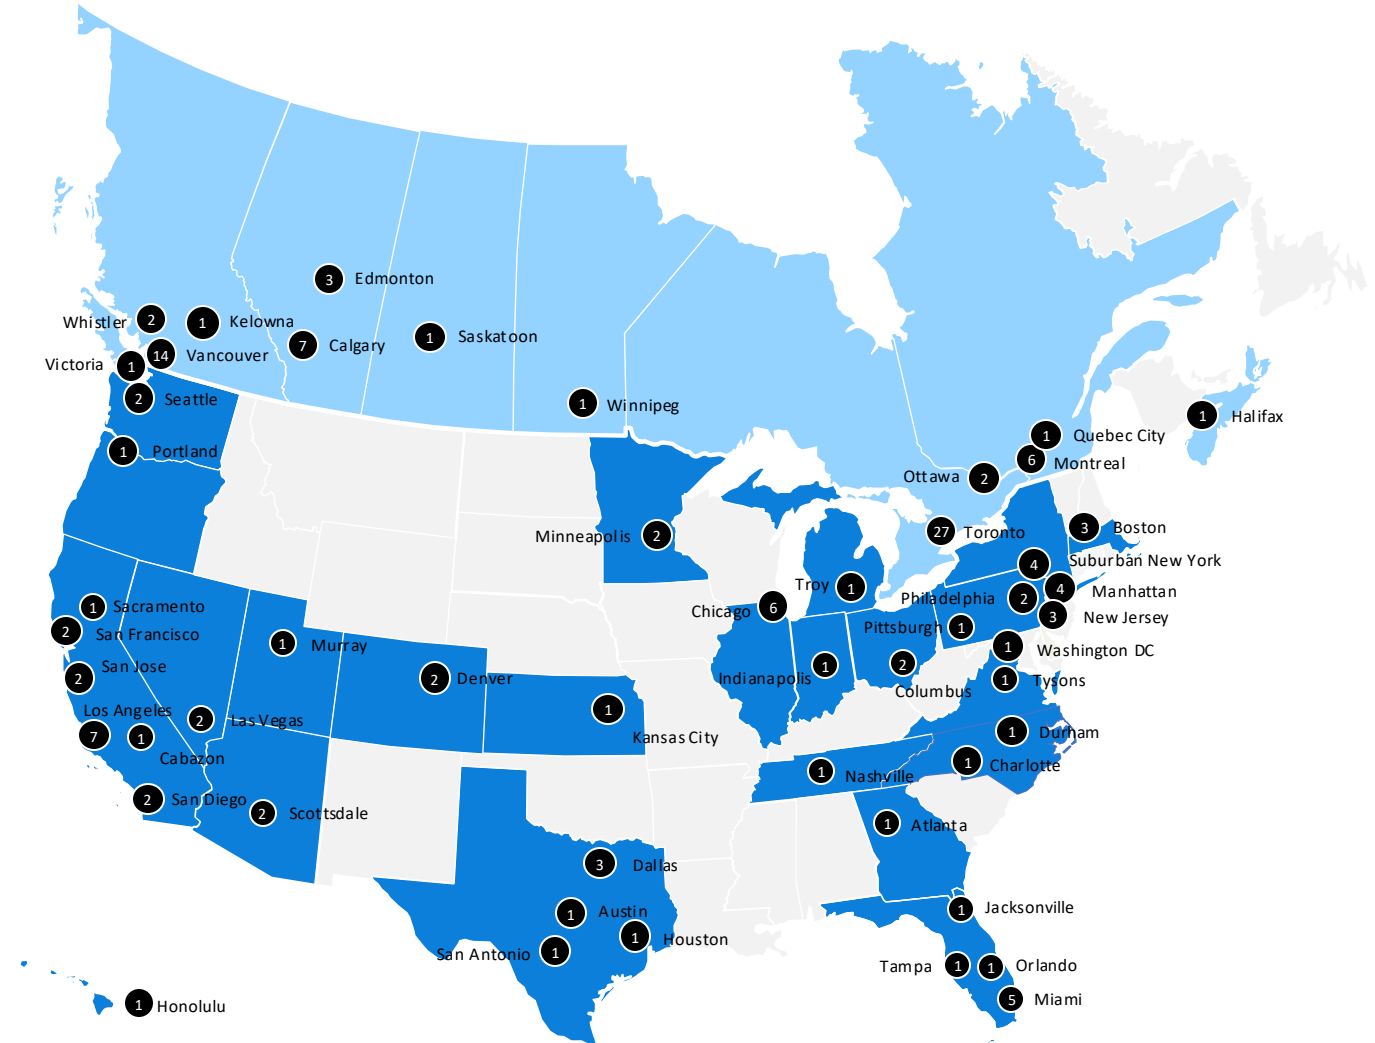 3 Edmonton
Whistler 2
1 Kelowna
7 Calgary
1 Saskatoon
14 Vancouver
Victoria 1
2 Seattle
1 Winnipeg
1 Halifax
1 Quebec City
6 Montreal
Ottawa 2
1 Portland
27 Toronto
3 Boston
Minneapolis 2
4 Suburban New York
Troy 1
4 Manhattan
Philadelphia 2
1 Sacramento
Chicago 6
3 New Jersey
2 San Francisco
Pittsburgh 1
1 Murray
1 Washington DC
2 San Jose
2 Denver
Indianapolis 1
2 Columbus
1 Tysons
Los Angeles 7
2 Las Vegas
1 Kansas City
1 Cabazon
1 Durham
1 Charlotte
1 Nashville
2 San Diego
2 Scottsdale
1 Atlanta
3 Dallas
1 Austin
1 Jacksonville
1 Houston
San Antonio 1
Tampa 1
1 Orlando
5 Miami
1 Honolulu